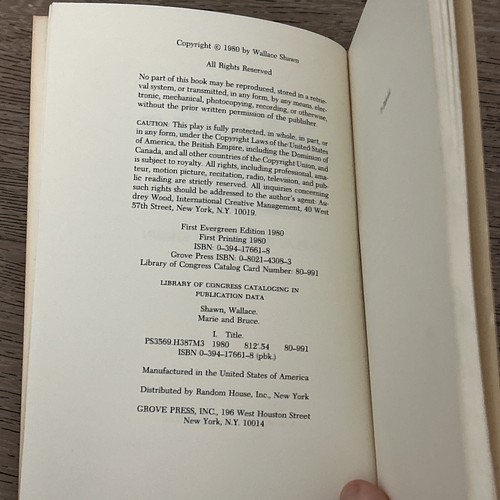 Copyright © 1980 by Wallace Shawn
All Rights Reserved
No part of this book may be reproduced, stored in a retrie-
val system, or transmitted, in any form, by any means, elec-
tronic, mechanical, photocopying, recording, or otherwise,
without the prior written permission of the publisher.
CAUTION: This play is fully protected, in whole, in part, or
in any form, under the Copyright Laws of the United States
of America, the British Empire, including the Dominion of
Canada, and all other countries of the Copyright Union, and
is subject to royalty. All rights, including professional, ama-
teur, motion picture, recitation, radio, television, and pub-
lic reading are strictly reserved. All inquiries concerning
such rights should be addressed to the author's agent: Au-
drey Wood, International Creative Management, 40 West
57th Street, New York, N.Y. 10019.
First Evergreen Edition 1980
First Printing 1980
ISBN: 0-394-17661-8
Grove Press ISBN: 0-8021-4308-3
Library of Congress Catalog Card Number: 80-991
LIBRARY OF CONGRESS CATALOGING IN
PUBLICATION DATA
Shawn, Wallace.
Marie and Bruce.
I. Title.
PS3569.H387M3 1980 812'.54 80-991
ISBN 0-394-17661-8 (pbk.)
Manufactured in the United States of America
Distributed by Random House, Inc., New York
GROVE PRESS, INC., 196 West Houston Street
New York, N.Y. 10014